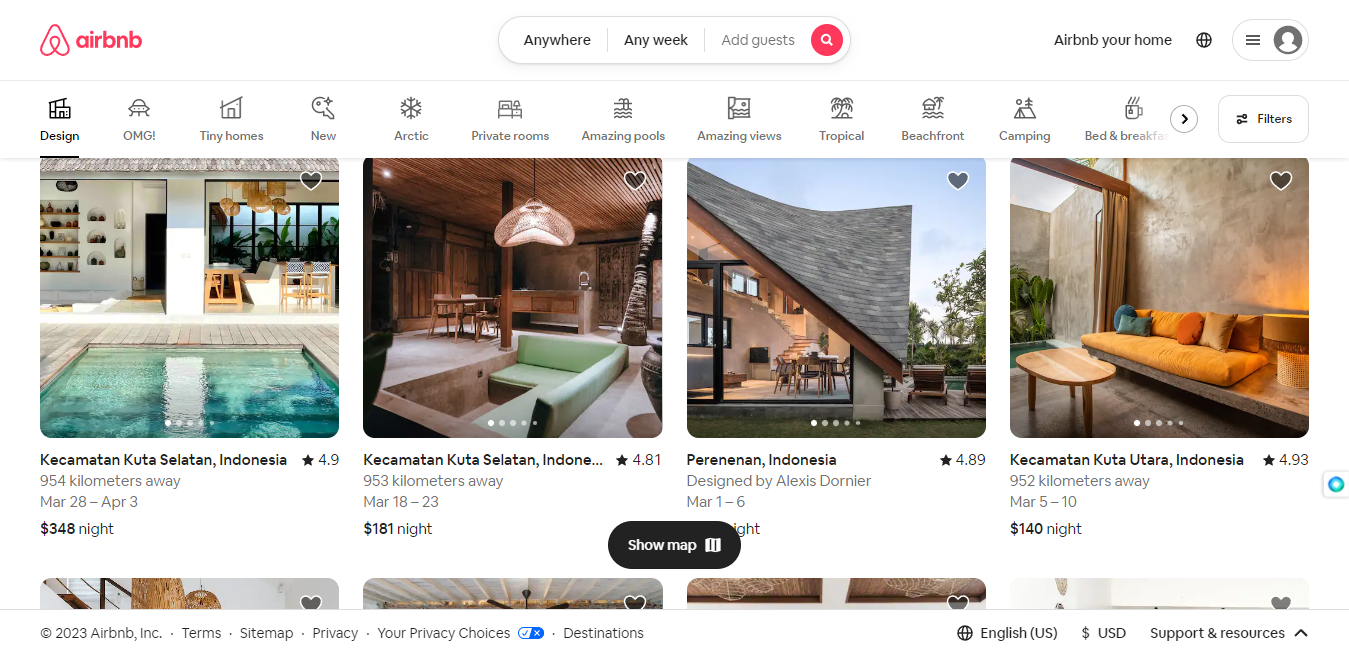 airbnb
Anywhere
Any week
Add guests
Airbnb your home
Design
OMG!
Tiny homes
New
Arctic
Private rooms
Amazing pools
Amazing views
Tropical
Beachfront
Camping
Bed & breakfas
Filters
Kecamatan Kuta Selatan, Indonesia
4.9
954 kilometers away
Mar 28 – Apr 3
$348 night
Kecamatan Kuta Selatan, Indone...
4.81
953 kilometers away
Mar 18 – 23
$181 night
Perenenan, Indonesia
4.89
Designed by Alexis Dornier
Mar 1 – 6
Kecamatan Kuta Utara, Indonesia
4.93
952 kilometers away
Mar 5 – 10
$140 night
Show map
© 2023 Airbnb, Inc. · Terms · Sitemap · Privacy · Your Privacy Choices · Destinations
English (US)
$ USD
Support & resources